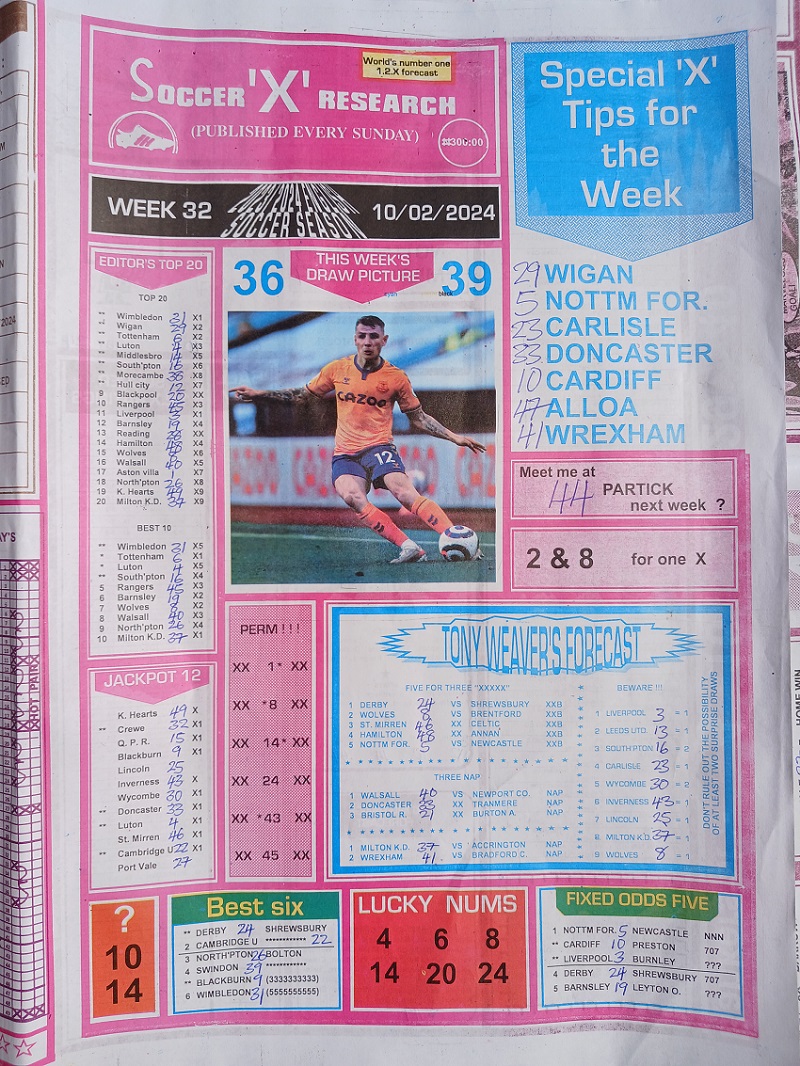 World's number one
1.2.X forecast
SOCCER 'X' RESEARCH
(PUBLISHED EVERY SUNDAY)
WEEK 32
SOCCER SEASON
10/02/2024
Special 'X'
Tips for
the
Week
29 WIGAN
5 NOTTM FOR.
23 CARLISLE
33 DONCASTER
10 CARDIFF
47 ALLOA
41 WREXHAM
Meet me at
44 PARTICK
next week ?
2 & 8 for one X
EDITOR'S TOP 20
TOP 20
** Wimbledon 31 X1
** Wigan 29 X2
** Tottenham 6 X2
** Luton 4 X3
** Middlesbro 14 X5
** South'pton 16 X6
** Morecambe 36 X8
** Hull city 2 X7
9 Blackpool 20 XX
10 Rangers 45 X3
11 Liverpool 3 X1
12 Barnsley 19 X4
13 Reading 28 XX
14 Hamilton 48 X4
15 Wolves 8 X6
16 Walsall 40 X5
17 Aston villa 1 X7
18 North'pton 26 X8
19 K. Hearts 49 X9
20 Milton K.D. X9
BEST 10
** Wimbledon 31 X5
* Tottenham 6 X1
* Luton 4 X5
** South'pton 16 X4
5 Rangers 45 X3
6 Barnsley 19 X2
7 Wolves 8 X2
8 Walsall 40 X3
9 North'pton 26 X4
10 Milton K.D. 37 X1
36
THIS WEEK'S
DRAW PICTURE
39
black
CAZOO
12
JACKPOT 12
K. Hearts 49 X
** Crewe 32 X1
Q. P. R. 15 X1
Blackburn 9 X1
Lincoln 25
Inverness 43 X
Wycombe 30 X1
** Doncaster 33 X1
** Luton 4 X1
St. Mirren 46 X1
** Cambridge U 22 X1
Port Vale 27
PERM ! ! !
XX 1* XX
XX *8 XX
XX 14* XX
XX 24 XX
XX *43 XX
XX 45 XX
TONY WEAVER'S FORECAST
FIVE FOR THREE "XXXXX"
1 DERBY 24 VS SHREWSBURY XXB
2 WOLVES 8 VS BRENTFORD XXB
3 ST. MIRREN 46 XX CELTIC XXB
4 HAMILTON 48 XX ANNAN XXB
5 NOTTM FOR. 5 VS NEWCASTLE XXB
THREE NAP
1 WALSALL 40 VS NEWPORT CO. NAP
2 DONCASTER 33 XX TRANMERE NAP
3 BRISTOL R. 21 XX BURTON A. NAP
1 MILTON K.D. 37 VS ACCRINGTON NAP
2 WREXHAM 41 VS BRADFORD C. NAP
BEWARE !!!
1 LIVERPOOL 3 = 1
2 LEEDS UTD. 13 = 1
3 SOUTH'PTON 16 = 2
4 CARLISLE 23 = 1
5 WYCOMBE 30 = 2
6 INVERNESS 43 = 1
7 LINCOLN 25 = 1
8 MILTON K.D. 37 = 1
9 WOLVES 8 = 1
DON'T RULE OUT THE POSSIBILITY
OF AT LEAST TWO SURPRISE DRAWS
?
10
14
Best six
** DERBY 24 SHREWSBURY
2 CAMBRIDGE U ************ 22
3 NORTH'PTON 26 BOLTON
4 SWINDON 39 ************
** BLACKBURN 9 (3333333333)
6 WIMBLEDON 31 (5555555555)
LUCKY NUMS
4 6 8
14 20 24
FIXED ODDS FIVE
1 NOTTM FOR. 5 NEWCASTLE NNN
** CARDIFF 10 PRESTON 707
** LIVERPOOL 3 BURNLEY ???
4 DERBY 24 SHREWSBURY 707
5 BARNSLEY 19 LEYTON O. ???
HOT PAIR